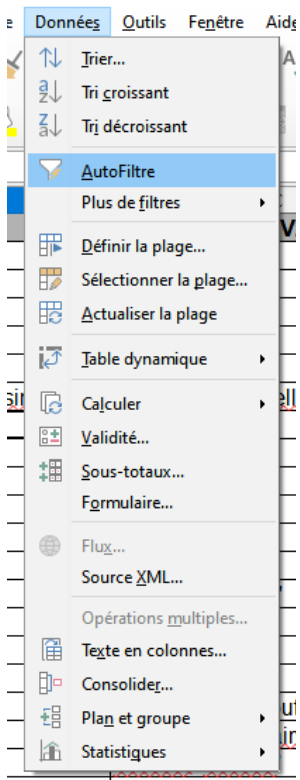 Données Outils Fenêtre Aide
Trier...
Tri croissant
Tri décroissant
AutoFiltre
Plus de filtres
Définir la plage...
Sélectionner la plage...
Actualiser la plage
Table dynamique
Calculer
Validité...
Sous-totaux...
Formulaire...
Flux...
Source XML...
Opérations multiples...
Texte en colonnes...
Consolider...
Plan et groupe
Statistiques